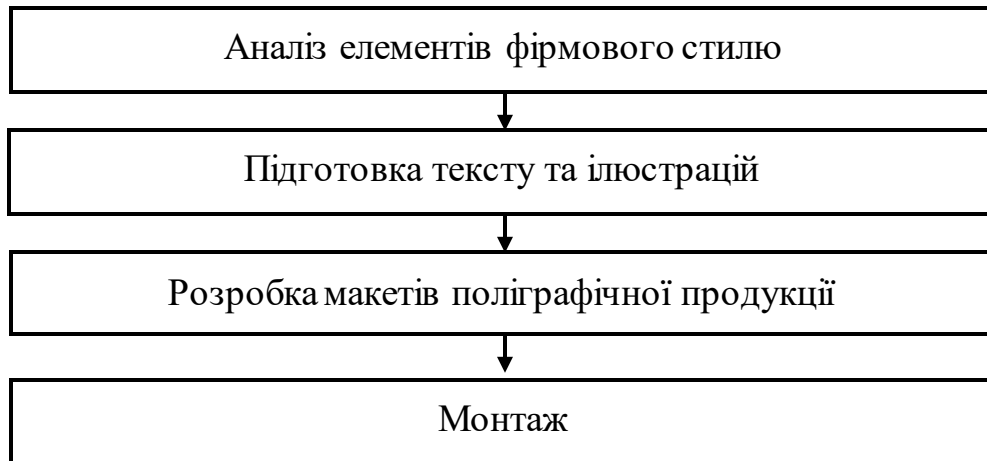 Аналіз елементів фірмового стилю
Підготовка тексту та ілюстрацій
Розробка макетів поліграфічної продукції
Монтаж